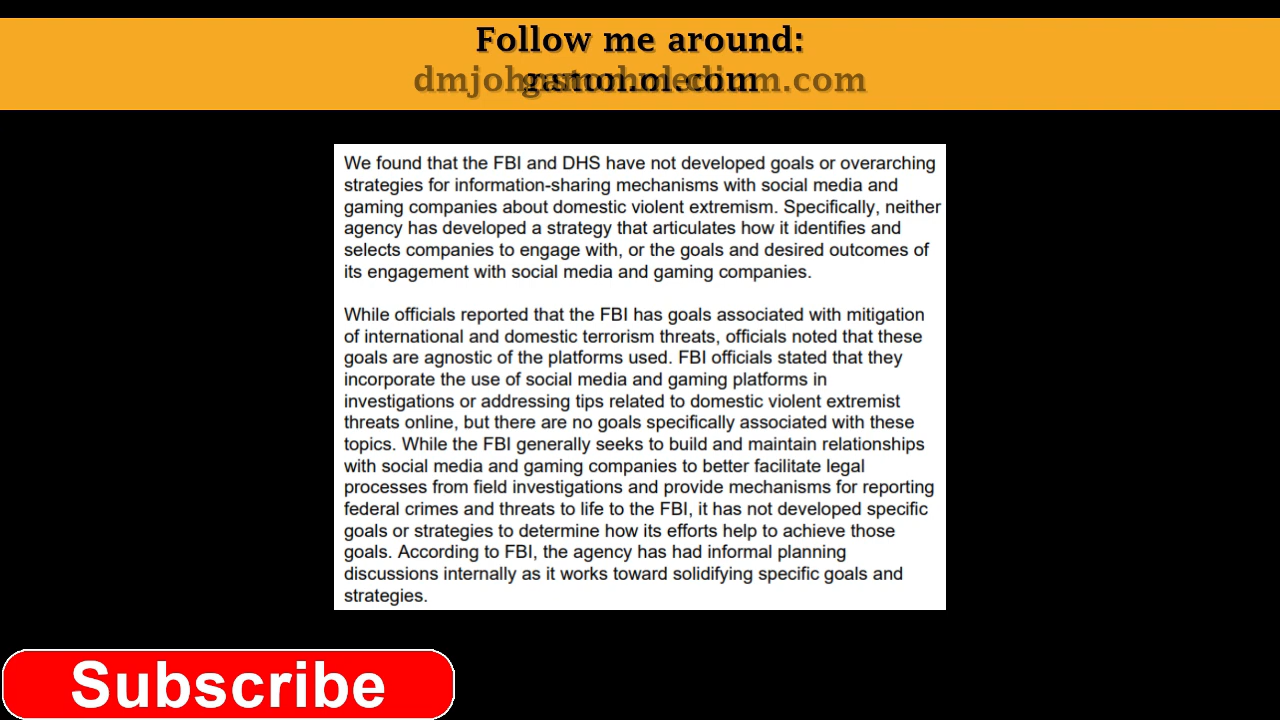 Follow me around:
We found that the FBI and DHS have not developed goals or overarching
strategies for information-sharing mechanisms with social media and
gaming companies about domestic violent extremism. Specifically, neither
agency has developed a strategy that articulates how it identifies and
selects companies to engage with, or the goals and desired outcomes of
its engagement with social media and gaming companies.
While officials reported that the FBI has goals associated with mitigation
of international and domestic terrorism threats, officials noted that these
goals are agnostic of the platforms used. FBI officials stated that they
incorporate the use of social media and gaming platforms in
investigations or addressing tips related to domestic violent extremist
threats online, but there are no goals specifically associated with these
topics. While the FBI generally seeks to build and maintain relationships
with social media and gaming companies to better facilitate legal
processes from field investigations and provide mechanisms for reporting
federal crimes and threats to life to the FBI, it has not developed specific
goals or strategies to determine how its efforts help to achieve those
goals. According to FBI, the agency has had informal planning
discussions internally as it works toward solidifying specific goals and
strategies.
Subscribe